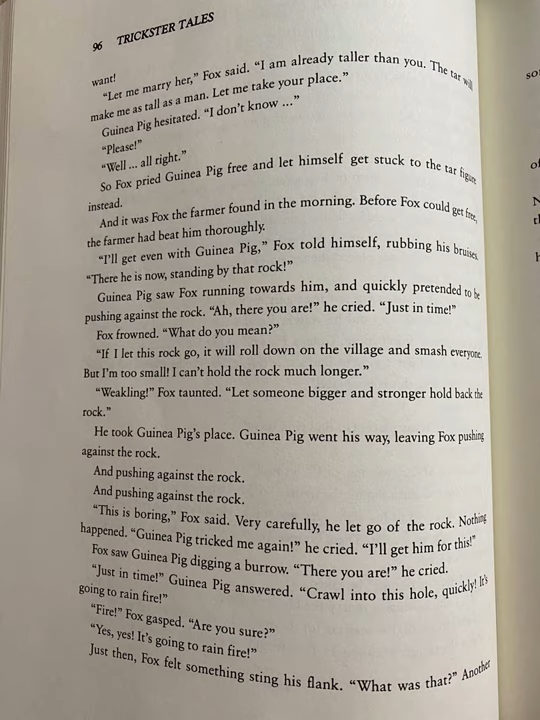 96 TRICKSTER TALES
want!
"Let me marry her," Fox said. "I am already taller than you. The tar will
make me as tall as a man. Let me take your place."
Guinea Pig hesitated. "I don't know ..."
"Please!"
"Well ... all right."
So Fox pried Guinea Pig free and let himself get stuck to the tar figure
instead.
And it was Fox the farmer found in the morning. Before Fox could get free,
the farmer had beat him thoroughly.
"I'll get even with Guinea Pig," Fox told himself, rubbing his bruises.
"There he is now, standing by that rock!"
Guinea Pig saw Fox running towards him, and quickly pretended to be
pushing against the rock. "Ah, there you are!" he cried. "Just in time!"
Fox frowned. "What do you mean?"
"If I let this rock go, it will roll down on the village and smash everyone.
But I'm too small! I can't hold the rock much longer."
"Weakling!" Fox taunted. "Let someone bigger and stronger hold back the
rock."
He took Guinea Pig's place. Guinea Pig went his way, leaving Fox pushing
against the rock.
And pushing against the rock.
And pushing against the rock.
"This is boring," Fox said. Very carefully, he let go of the rock. Nothing
happened. "Guinea Pig tricked me again!" he cried. "I'll get him for this!"
Fox saw Guinea Pig digging a burrow. "There you are!" he cried.
"Just in time!" Guinea Pig answered. "Crawl into this hole, quickly! It's
going to rain fire!"
"Fire!" Fox gasped. "Are you sure?"
"Yes, yes! It's going to rain fire!"
Just then, Fox felt something sting his flank. "What was that?" Another